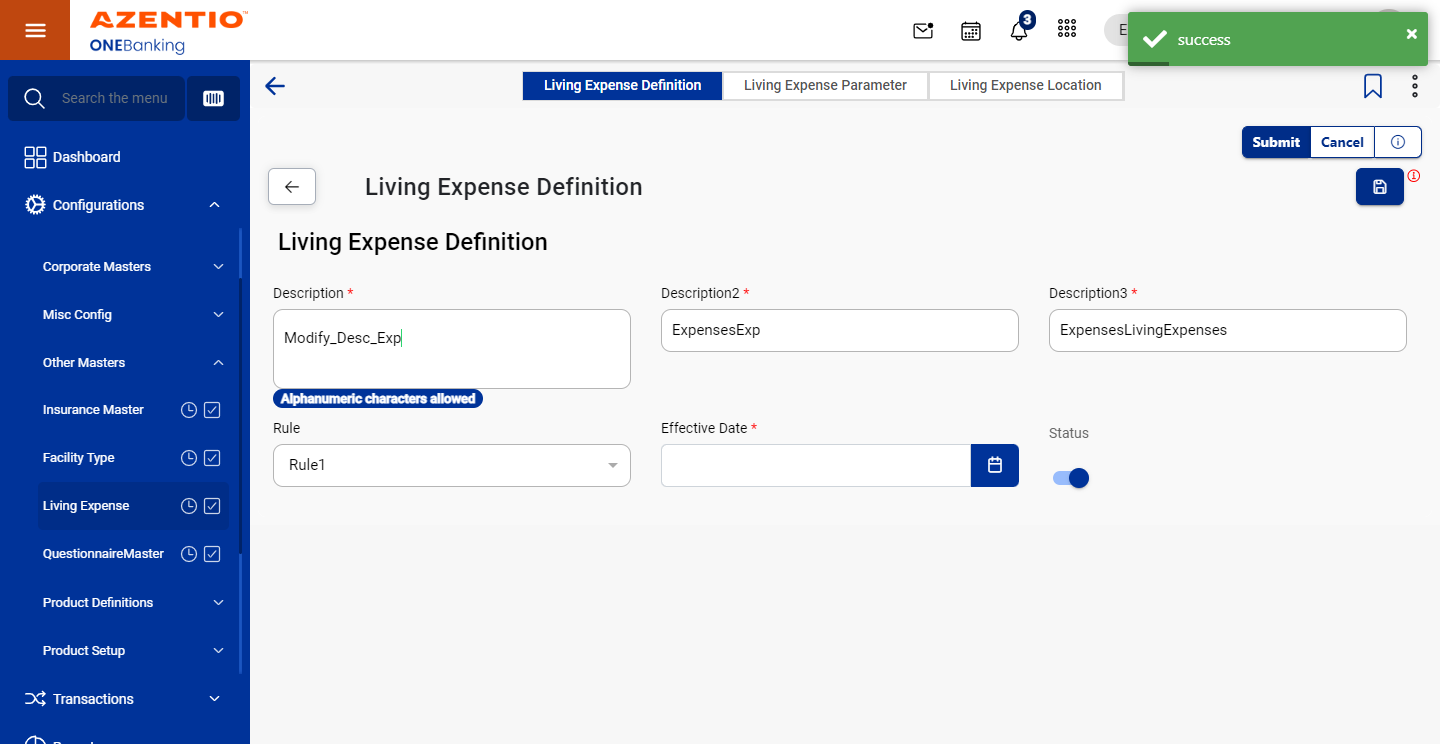 AZENTIO™
ONEBanking
3
E
success
Search the menu
Living Expense Definition
Living Expense Parameter
Living Expense Location
Submit
Cancel
Dashboard
Configurations
Living Expense Definition
Living Expense Definition
Corporate Masters
Misc Config
Other Masters
Insurance Master
Facility Type
Living Expense
QuestionnaireMaster
Product Definitions
Product Setup
Transactions
Description *
Description2 *
Description3 *
Modify_Desc_Exp
ExpensesExp
ExpensesLivingExpenses
Alphanumeric characters allowed
Rule
Effective Date *
Status
Rule1